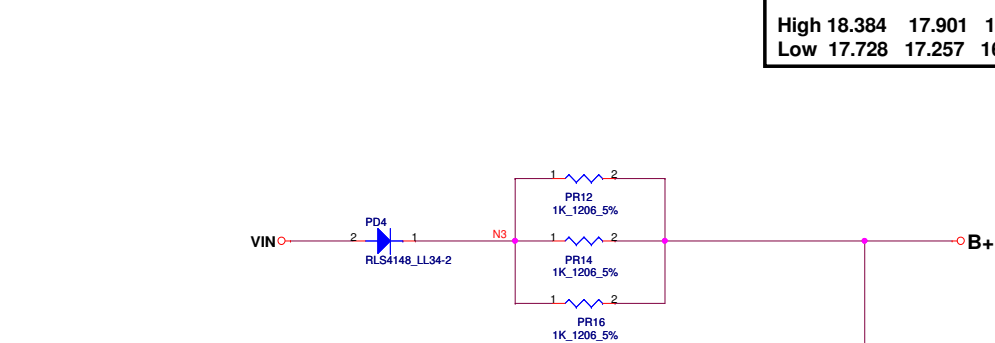 High 18.384 17.901
Low 17.728 17.257
1 2
PR12
1K_1206_5%
PD4
VIN 2 1 N3 1 2 B+
RLS4148_LL34-2
PR14
1K_1206_5%
1 2
PR16
1K_1206_5%